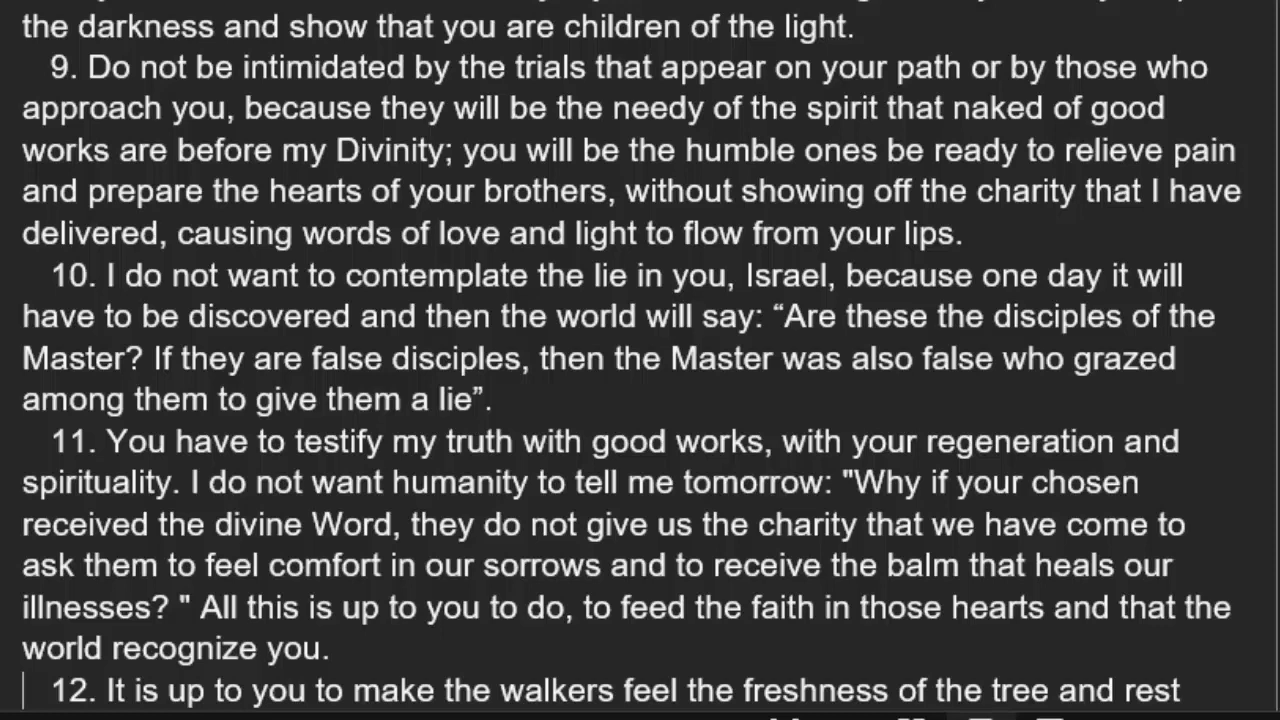 the darkness and show that you are children of the light.
9. Do not be intimidated by the trials that appear on your path or by those who
approach you, because they will be the needy of the spirit that naked of good
works are before my Divinity; you will be the humble ones be ready to relieve pain
and prepare the hearts of your brothers, without showing off the charity that I have
delivered, causing words of love and light to flow from your lips.
10. I do not want to contemplate the lie in you, Israel, because one day it will
have to be discovered and then the world will say: “Are these the disciples of the
Master? If they are false disciples, then the Master was also false who grazed
among them to give them a lie”.
11. You have to testify my truth with good works, with your regeneration and
spirituality. I do not want humanity to tell me tomorrow: "Why if your chosen
received the divine Word, they do not give us the charity that we have come to
ask them to feel comfort in our sorrows and to receive the balm that heals our
illnesses? " All this is up to you to do, to feed the faith in those hearts and that the
world recognize you.
12. It is up to you to make the walkers feel the freshness of the tree and rest